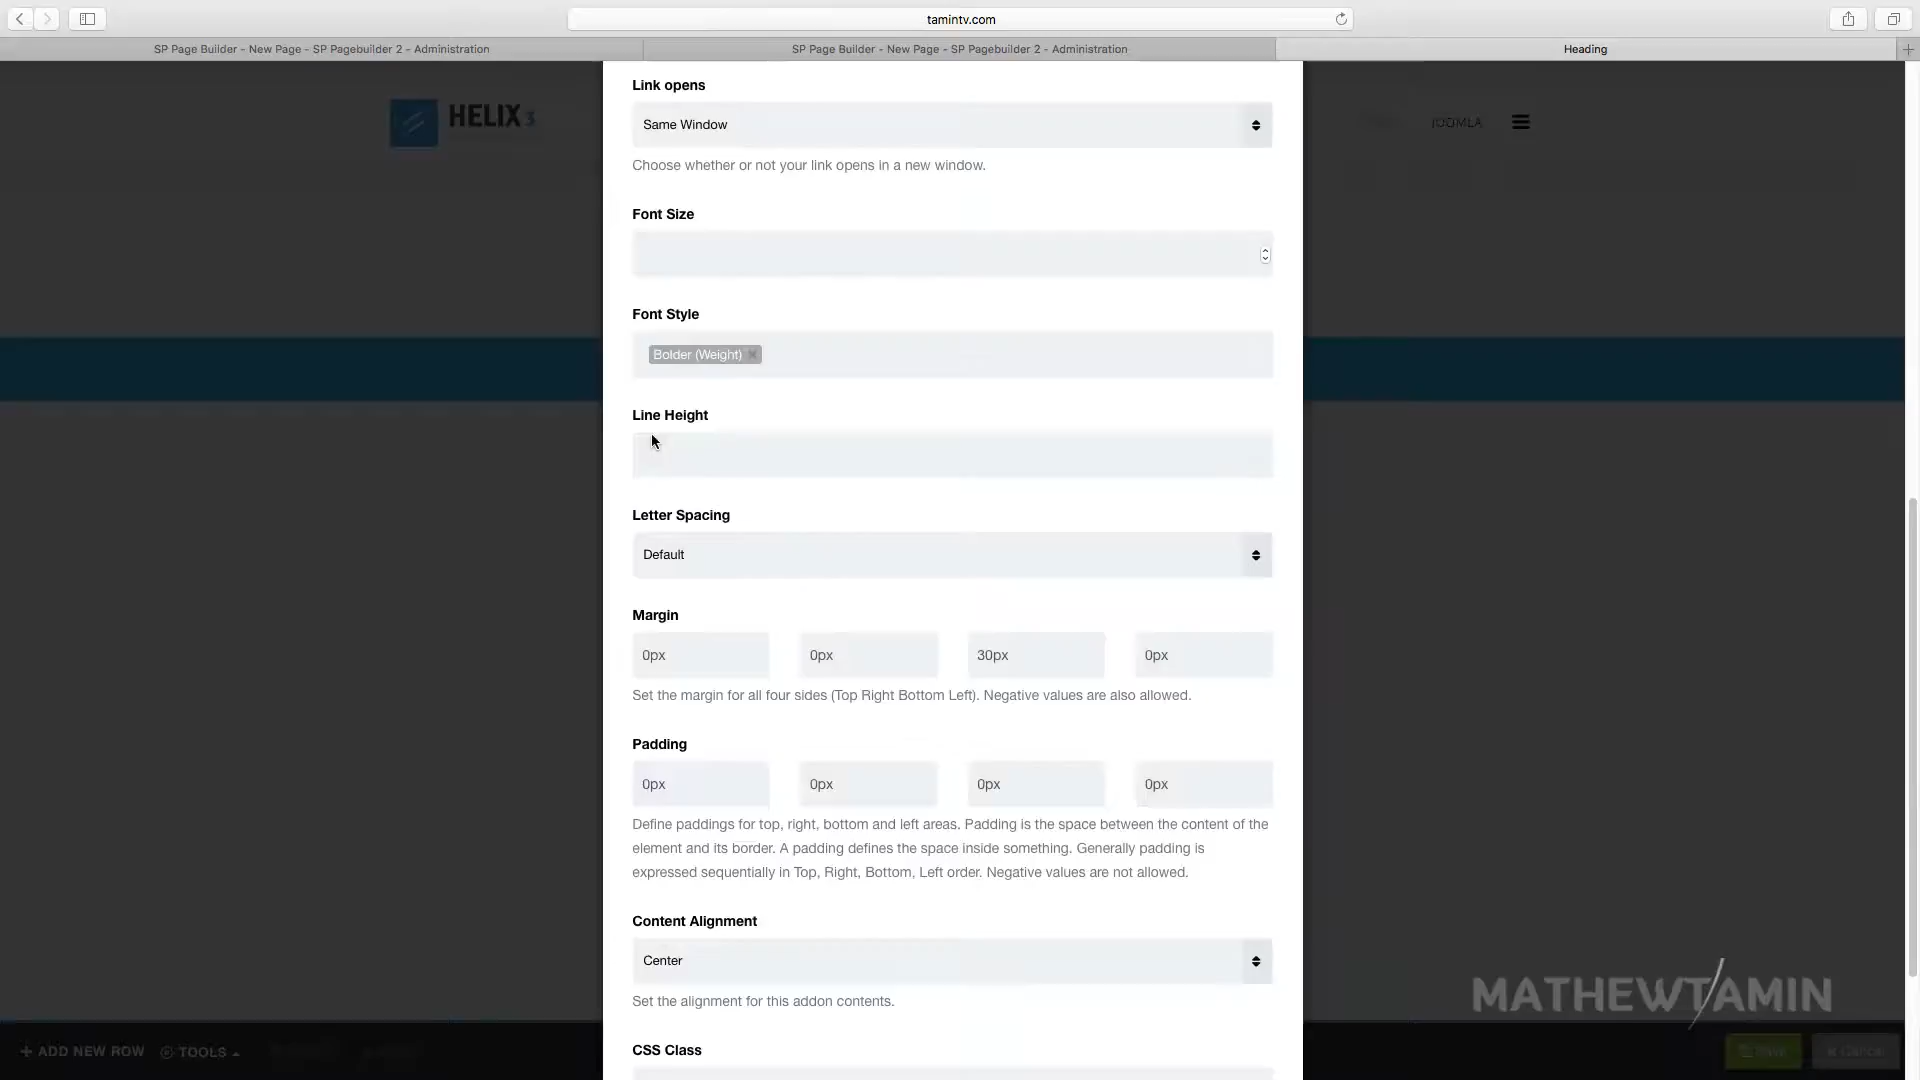 tamintv.com
SP Page Builder - New Page - SP Pagebuilder 2 - Administration
SP Page Builder - New Page - SP Pagebuilder 2 - Administration
Heading
HELIX3
JOOMLA
Link opens
Same Window
Choose whether or not your link opens in a new window.
Font Size
Font Style
Bolder (Weight)
Line Height
Letter Spacing
Default
Margin
0px 0px 30px 0px
Set the margin for all four sides (Top Right Bottom Left). Negative values are also allowed.
Padding
0px 0px 0px 0px
Define paddings for top, right, bottom and left areas. Padding is the space between the content of the
element and its border. A padding defines the space inside something. Generally padding is
expressed sequentially in Top, Right, Bottom, Left order. Negative values are not allowed.
Content Alignment
Center
Set the alignment for this addon contents.
CSS Class
MATHEWTAMIN
ADD NEW ROW
TOOLS
Save
Cancel